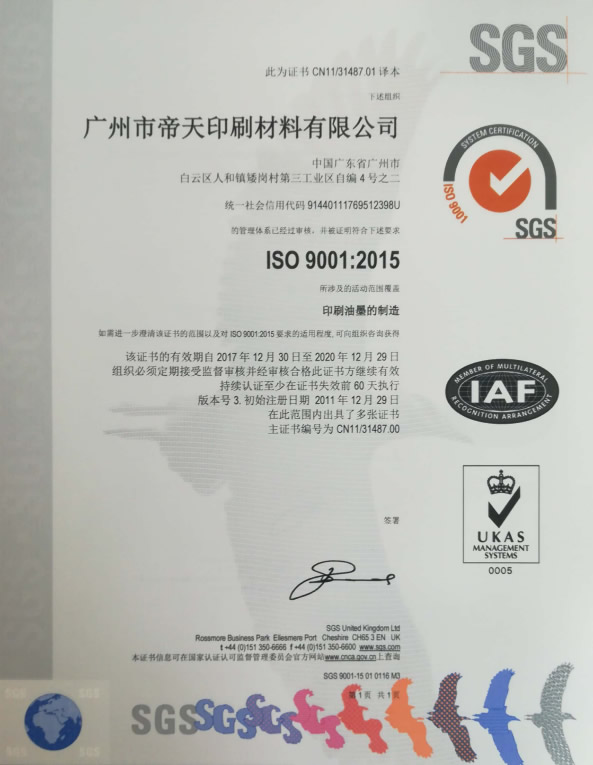 SGS
此为证书 CN11/31487.01 译本
下述组织
广州市帝天印刷材料有限公司
中国广东省广州市
白云区人和镇矮岗村第三工业区自编 4 号之二
统一社会信用代码 91440111769512398U
的管理体系已经过审核，并被证明符合下述要求
ISO 9001:2015
所涉及的活动范围覆盖
印刷油墨的制造
如需进一步澄清该证书的范围以及对 ISO 9001:2015 要求的适用程度, 可向组织咨询获得
该证书的有效期自 2017 年 12 月 30 日至 2020 年 12 月 29 日
组织必须定期接受监督审核并经审核合格此证书方继续有效
持续认证至少在证书失效前 60 天执行
版本号 3. 初始注册日期 2011 年 12 月 29 日
在此范围内出具了多张证书
主证书编号为 CN11/31487.00
SYSTEM CERTIFICATION
ISO 9001
SGS
MEMBER OF MULTILATERAL
IAF
RECOGNITION ARRANGEMENT
UKAS
MANAGEMENT
SYSTEMS
0005
签署
SGS United Kingdom Ltd
Rossmore Business Park Ellesmere Port Cheshire CH65 3 EN UK
t +44 (0)151 350-6666 f +44 (0)151 350-6600 www.sgs.com
本证书信息可在国家认证认可监督管理委员会官方网站www.cnca.gov.cn上查询
SGS 9001-15 01 0116 M3
第 1 页 共 1 页
SGS SGS
SGS SGS SGS SGS
SGS SGS